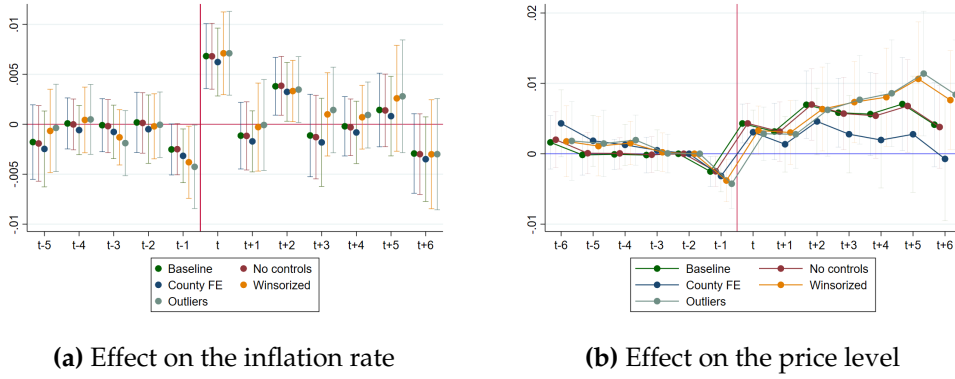 .01
.005
0
-.005
-.01
t-5 t-4 t-3 t-2 t-1 t t+1 t+2 t+3 t+4 t+5 t+6
Baseline No controls
County FE Winsorized
Outliers
(a) Effect on the inflation rate
.02
.01
0
-.01
t-6 t-5 t-4 t-3 t-2 t-1 t t+1 t+2 t+3 t+4 t+5 t+6
Baseline No controls
County FE Winsorized
Outliers
(b) Effect on the price level